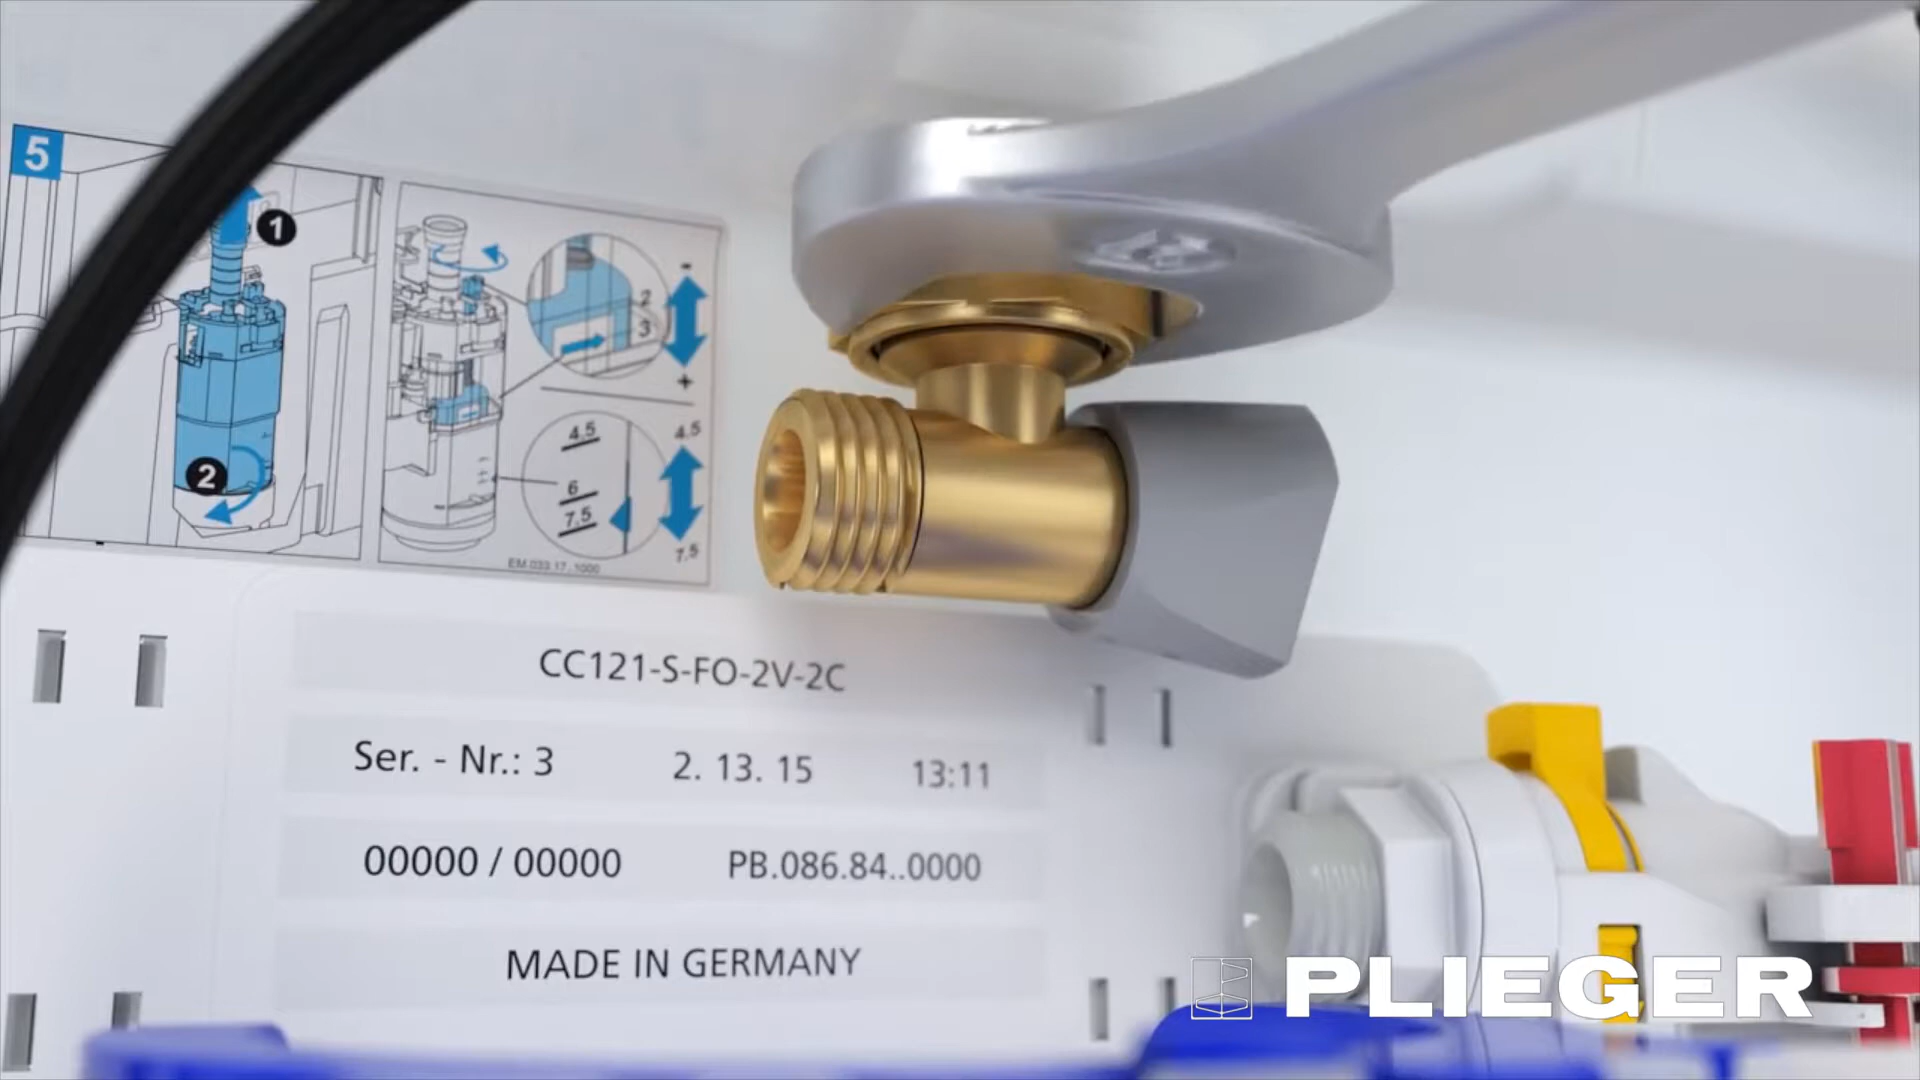 5
1
2
-
2
3
+
4,5
6
7,5
4,5
7,5
EM.033.17..1000
CC121-S-FO-2V-2C
Ser. - Nr.: 3 2. 13. 15 13:11
00000 / 00000 PB.086.84..0000
MADE IN GERMANY
PLIEGER